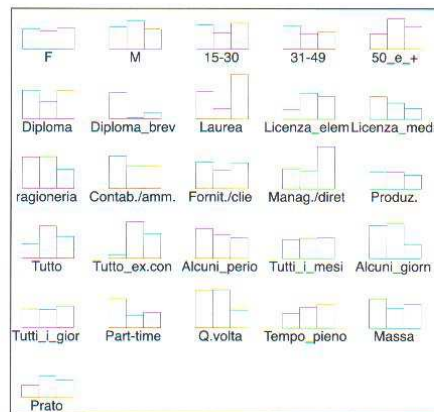 F M 15-30 31-49 50_e_+
Diploma Diploma_brev Laurea Licenza_elem Licenza_med
ragioneria Contab./amm. Fornit./clie Manag./diret Produz.
Tutto Tutto_ex.con Alcuni_perio Tutti_i_mesi Alcuni_giorn
Tutti_i_gior Part-time Q.volta Tempo_pieno Massa
Prato